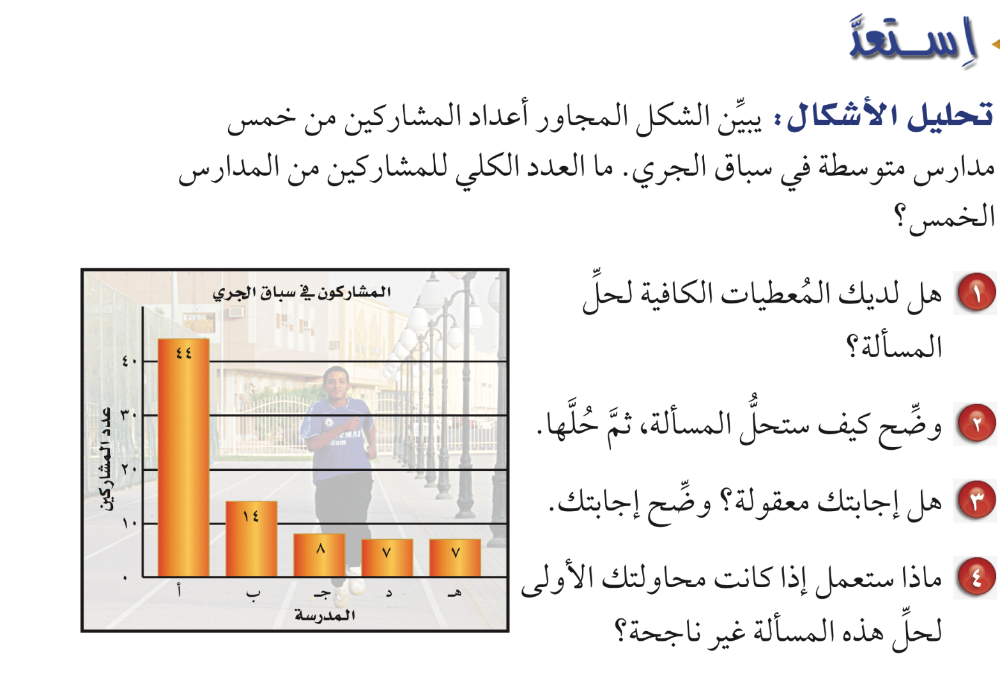 اِستعدَّ
تحليل الأشكال: يبيِّن الشكل المجاور أعداد المشاركين من خمس
مدارس متوسطة في سباق الجري. ما العدد الكلي للمشاركين من المدارس
الخمس؟
١ هل لديك المُعطيات الكافية لحلِّ
المسألة؟
٢ وضِّح كيف ستحلُّ المسألة، ثمَّ حُلَّها.
٣ هل إجابتك معقولة؟ وضِّح إجابتك.
٤ ماذا ستعمل إذا كانت محاولتك الأولى
لحلِّ هذه المسألة غير ناجحة؟
المشاركون في سباق الجري
عدد المشاركين
٤٠
٣٠
٢٠
١٠
٠
٤٤
١٤
٨
٧
٧
أ
ب
جـ
د
هـ
المدرسة